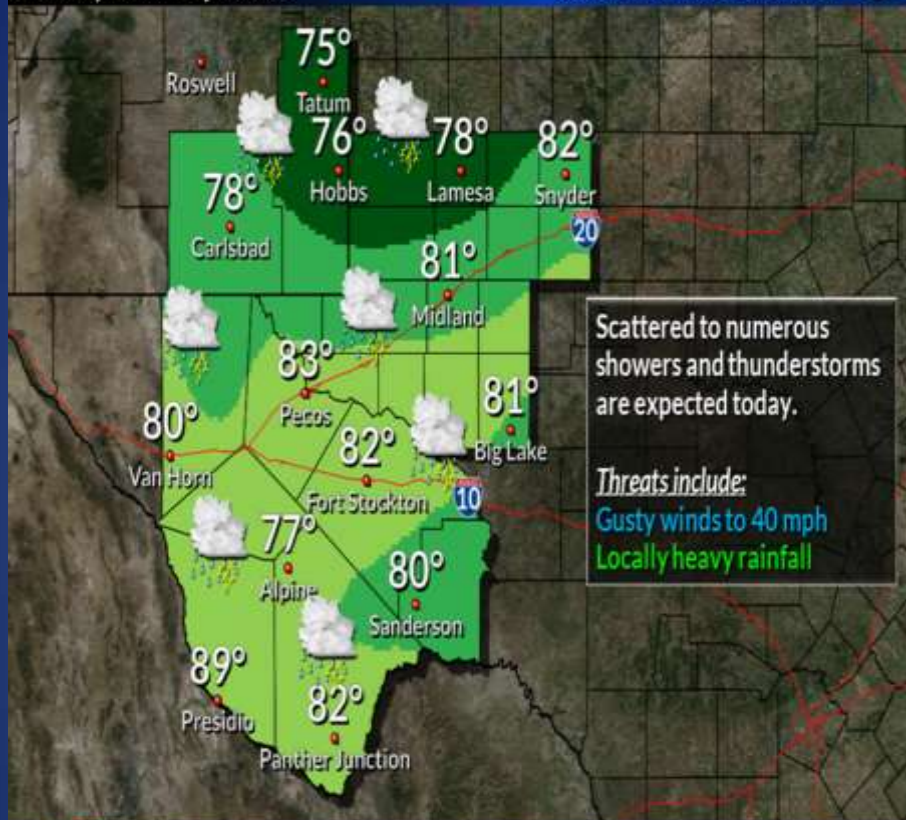 75°
Roswell
Tatum
76°
78°
82°
Hobbs
Lamesa
Snyder
78°
Carlsbad
20
81°
Midland
Scattered to numerous
showers and thunderstorms
are expected today.
83°
Pecos
81°
Big Lake
80°
Van Horn
82°
Fort Stockton
10
Threats include:
Gusty winds to 40 mph
Locally heavy rainfall
77°
Alpine
80°
Sanderson
89°
Presidio
82°
Panther Junction